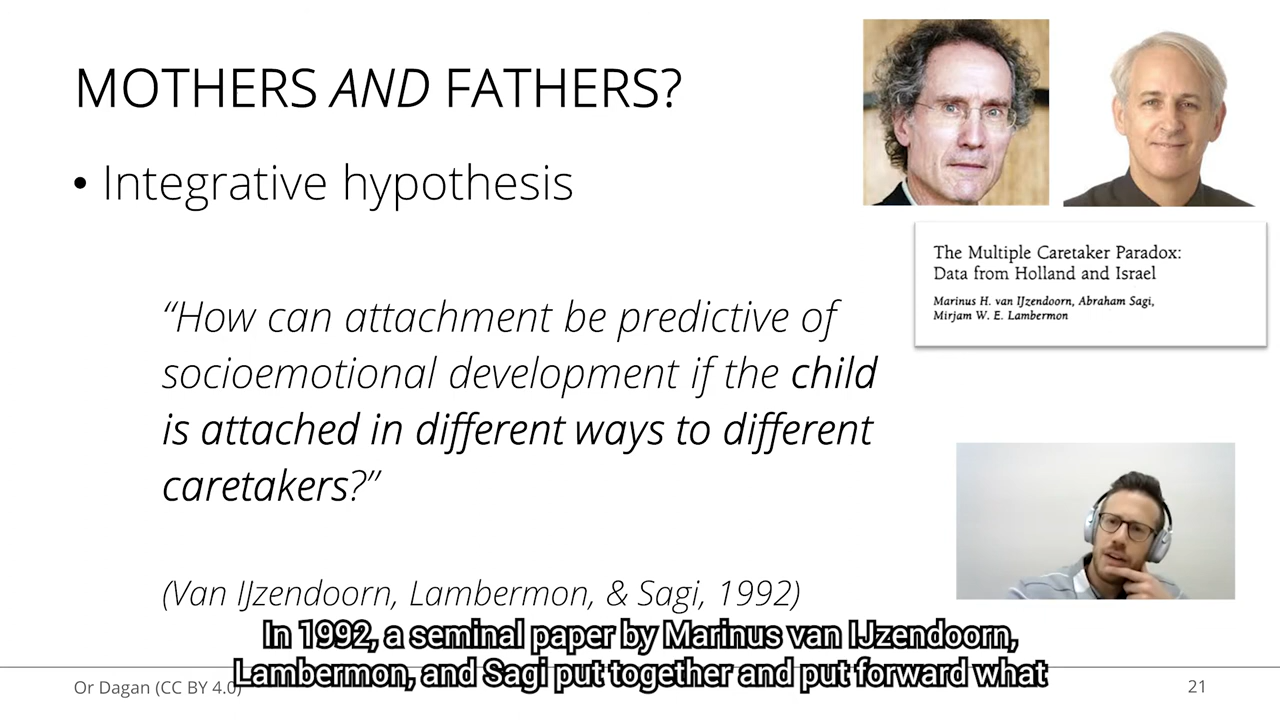 MOTHERS AND FATHERS?
• Integrative hypothesis
The Multiple Caretaker Paradox:
Data from Holland and Israel
Marinus H. van IJzendoorn, Abraham Sagi,
Mirjam W. E. Lambermon
“How can attachment be predictive of
socioemotional development if the child
is attached in different ways to different
caretakers?”
(Van IJzendoorn, Lambermon, & Sagi, 1992)
In 1992, a seminal paper by Marinus van IJzendoorn,
Lambermon, and Sagi put together and put forward what
Or Dagan (CC BY 4.0)
21